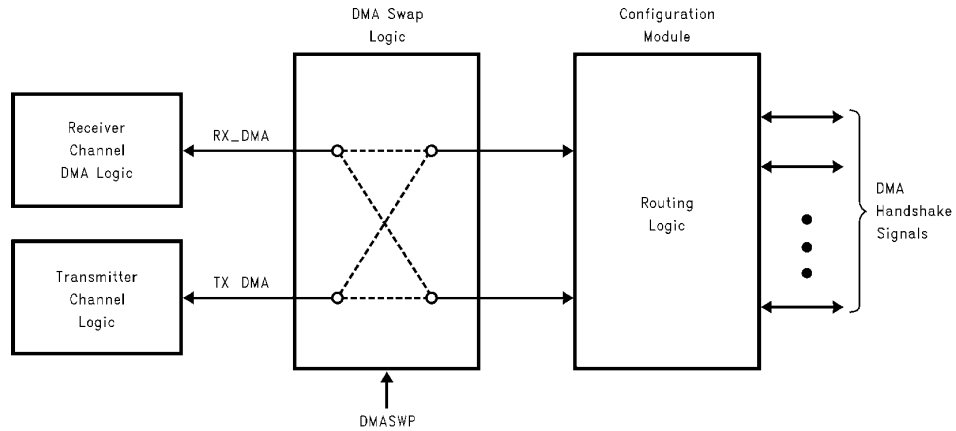 DMA Swap
Logic
Configuration
Module
Receiver
Channel
DMA Logic
RX_DMA
Routing
Logic
DMA
Handshake
Signals
Transmitter
Channel
Logic
TX DMA
DMASWP